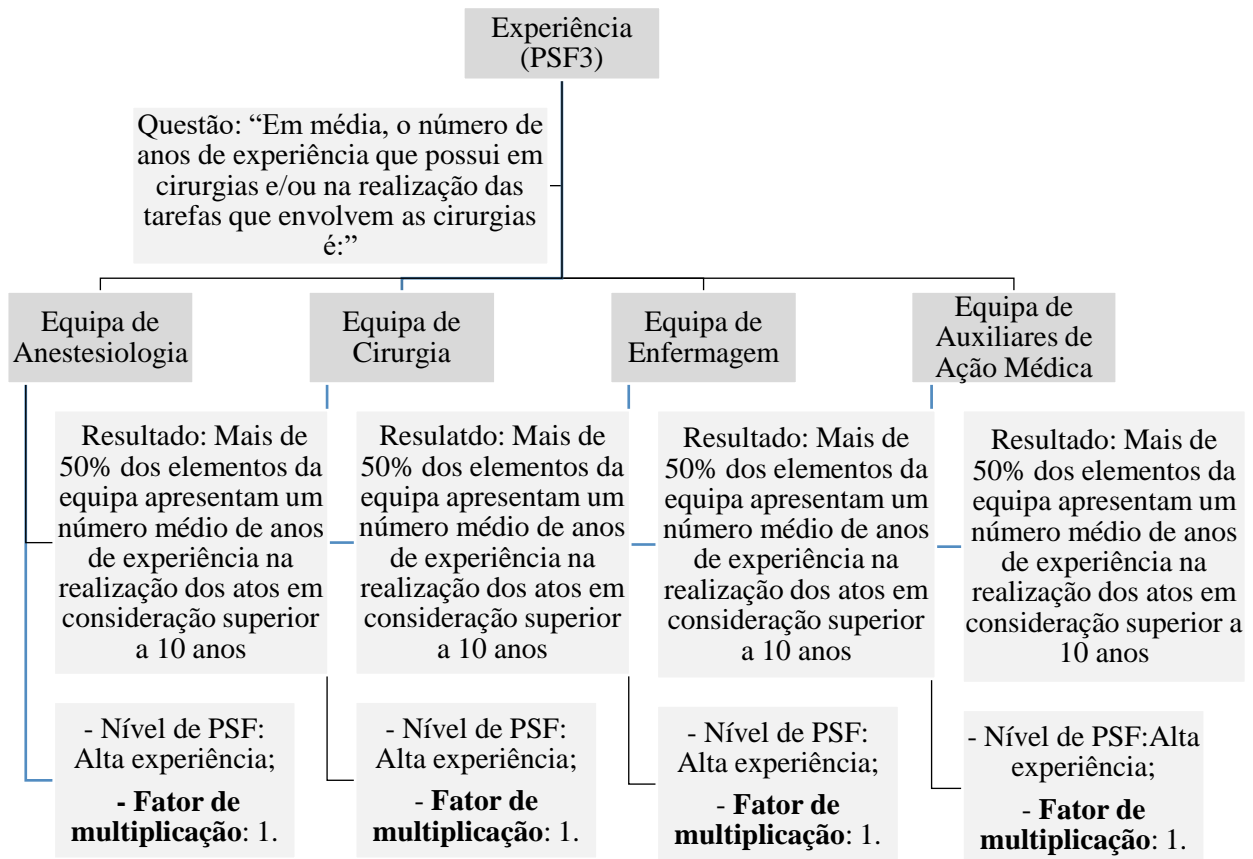 Experiência
(PSF3)
Questão: “Em média, o número de
anos de experiência que possui em
cirurgias e/ou na realização das
tarefas que envolvem as cirurgias
é:”
Equipa de
Anestesiologia
Resultado: Mais de
50% dos elementos da
equipa apresentam um
número médio de anos
de experiência na
realização dos atos em
consideração superior
a 10 anos
- Nível de PSF:
Alta experiência;
- Fator de
multiplicação: 1.
Equipa de
Cirurgia
Resulatdo: Mais de
50% dos elementos da
equipa apresentam um
número médio de anos
de experiência na
realização dos atos em
consideração superior
a 10 anos
- Nível de PSF:
Alta experiência;
- Fator de
multiplicação: 1.
Equipa de
Enfermagem
Resultado: Mais de
50% dos elementos da
equipa apresentam um
número médio de anos
de experiência na
realização dos atos em
consideração superior
a 10 anos
- Nível de PSF:
Alta experiência;
- Fator de
multiplicação: 1.
Equipa de
Auxiliares de
Ação Médica
Resultado: Mais de
50% dos elementos da
equipa apresentam um
número médio de anos
de experiência na
realização dos atos em
consideração superior a
10 anos
- Nível de PSF:Alta
experiência;
- Fator de
multiplicação: 1.